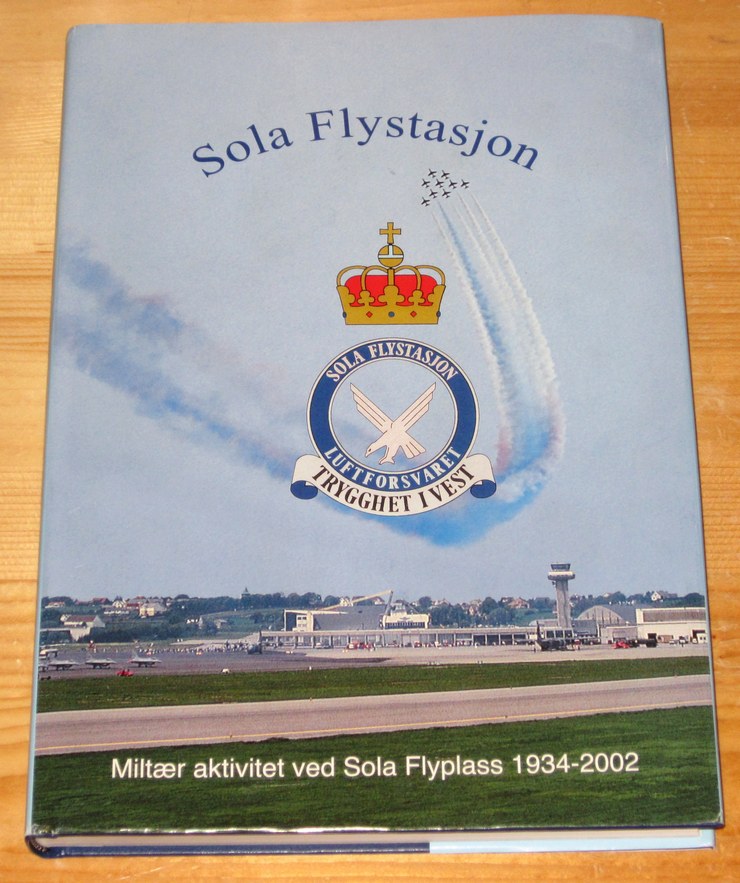 Sola Flystasjon
SOLA FLYSTASJON
LUFTFORSVARET
TRYGGHET I VEST
Miltær aktivitet ved Sola Flyplass 1934-2002